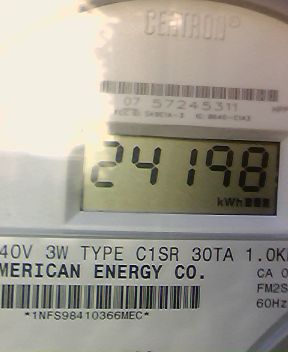 CENTRON®
07 57245311
24198
kWh
40V 3W TYPE C1SR 30TA 1.0K
MERICAN ENERGY CO.
CA 0
FM2S
60Hz
*1NFS98410366MEC*